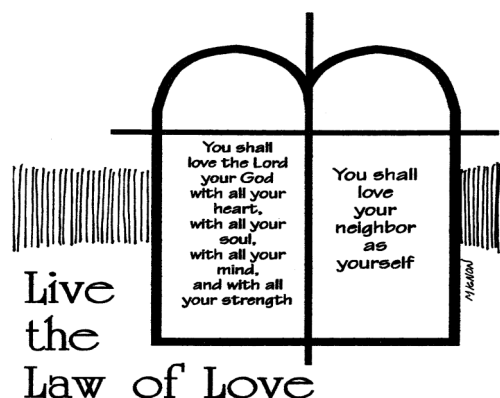 You shall
love the Lord
your God
with all your
heart,
with all your
soul,
with all your
mind,
and with all
your strength
You shall
love
your
neighbor
as
yourself
MIGNON
Live
the
Law of Love